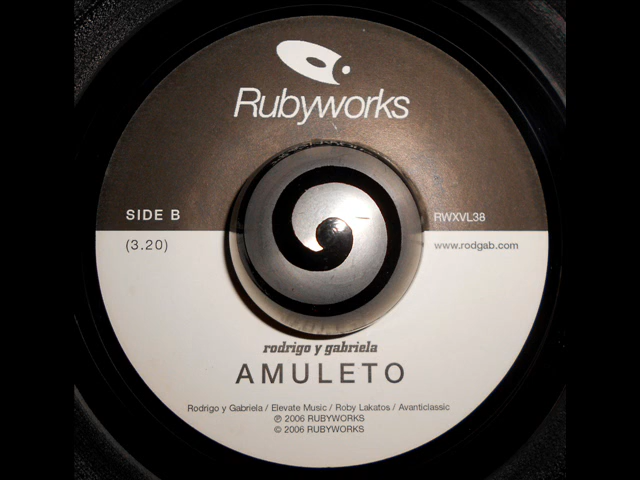 Rubyworks
SIDE B
RWXVL38
(3.20)
www.rodgab.com
rodrigo y gabriela
AMULETO
Rodrigo y Gabriela / Elevate Music / Roby Lakatos / Avanticlassic
℗ 2006 RUBYWORKS
© 2006 RUBYWORKS